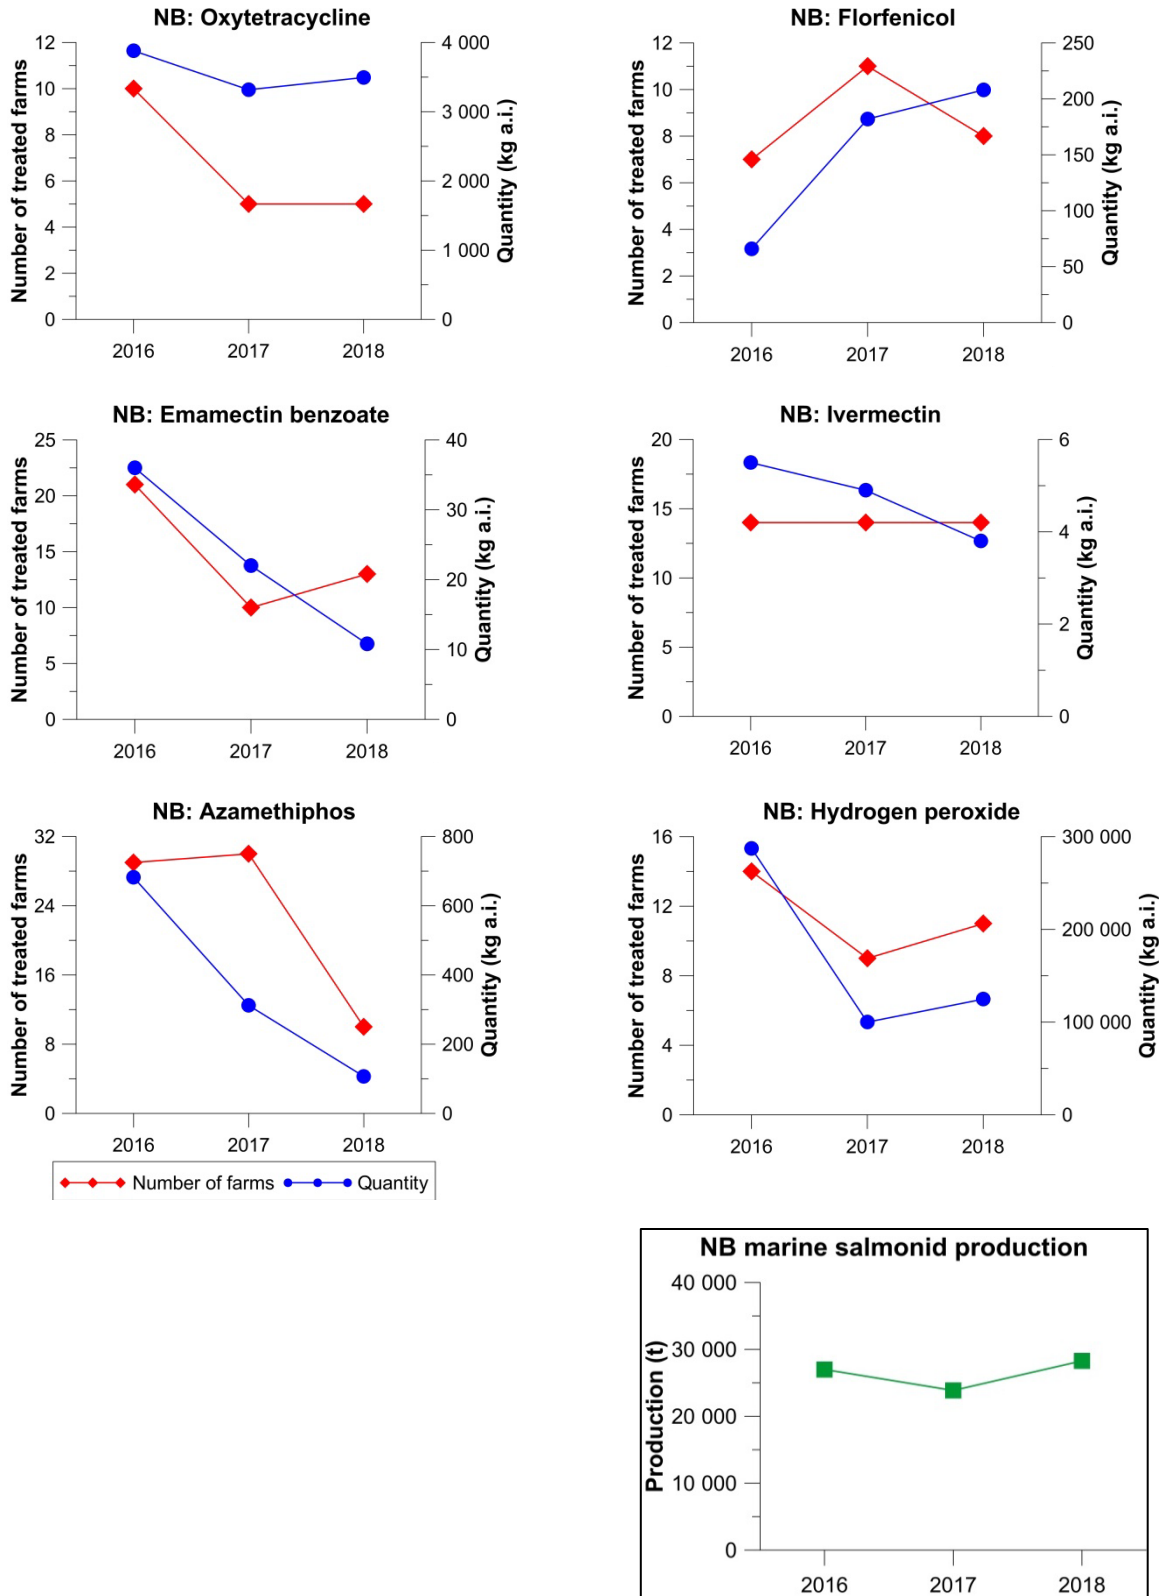 NB: Oxytetracycline
Number of treated farms
12
10
8
6
4
2
0
4 000
3 000
2 000
1 000
0
Quantity (kg a.i.)
2016 2017 2018
NB: Florfenicol
Number of treated farms
12
10
8
6
4
2
0
250
200
150
100
50
0
Quantity (kg a.i.)
2016 2017 2018
NB: Emamectin benzoate
Number of treated farms
25
20
15
10
5
0
40
30
20
10
0
Quantity (kg a.i.)
2016 2017 2018
NB: Ivermectin
Number of treated farms
20
15
10
5
0
6
4
2
0
Quantity (kg a.i.)
2016 2017 2018
NB: Azamethiphos
Number of treated farms
32
24
16
8
0
800
600
400
200
0
Quantity (kg a.i.)
2016 2017 2018
Number of farms Quantity
NB: Hydrogen peroxide
Number of treated farms
16
12
8
4
0
300 000
200 000
100 000
0
Quantity (kg a.i.)
2016 2017 2018
NB marine salmonid production
Production (t)
40 000
30 000
20 000
10 000
0
2016 2017 2018